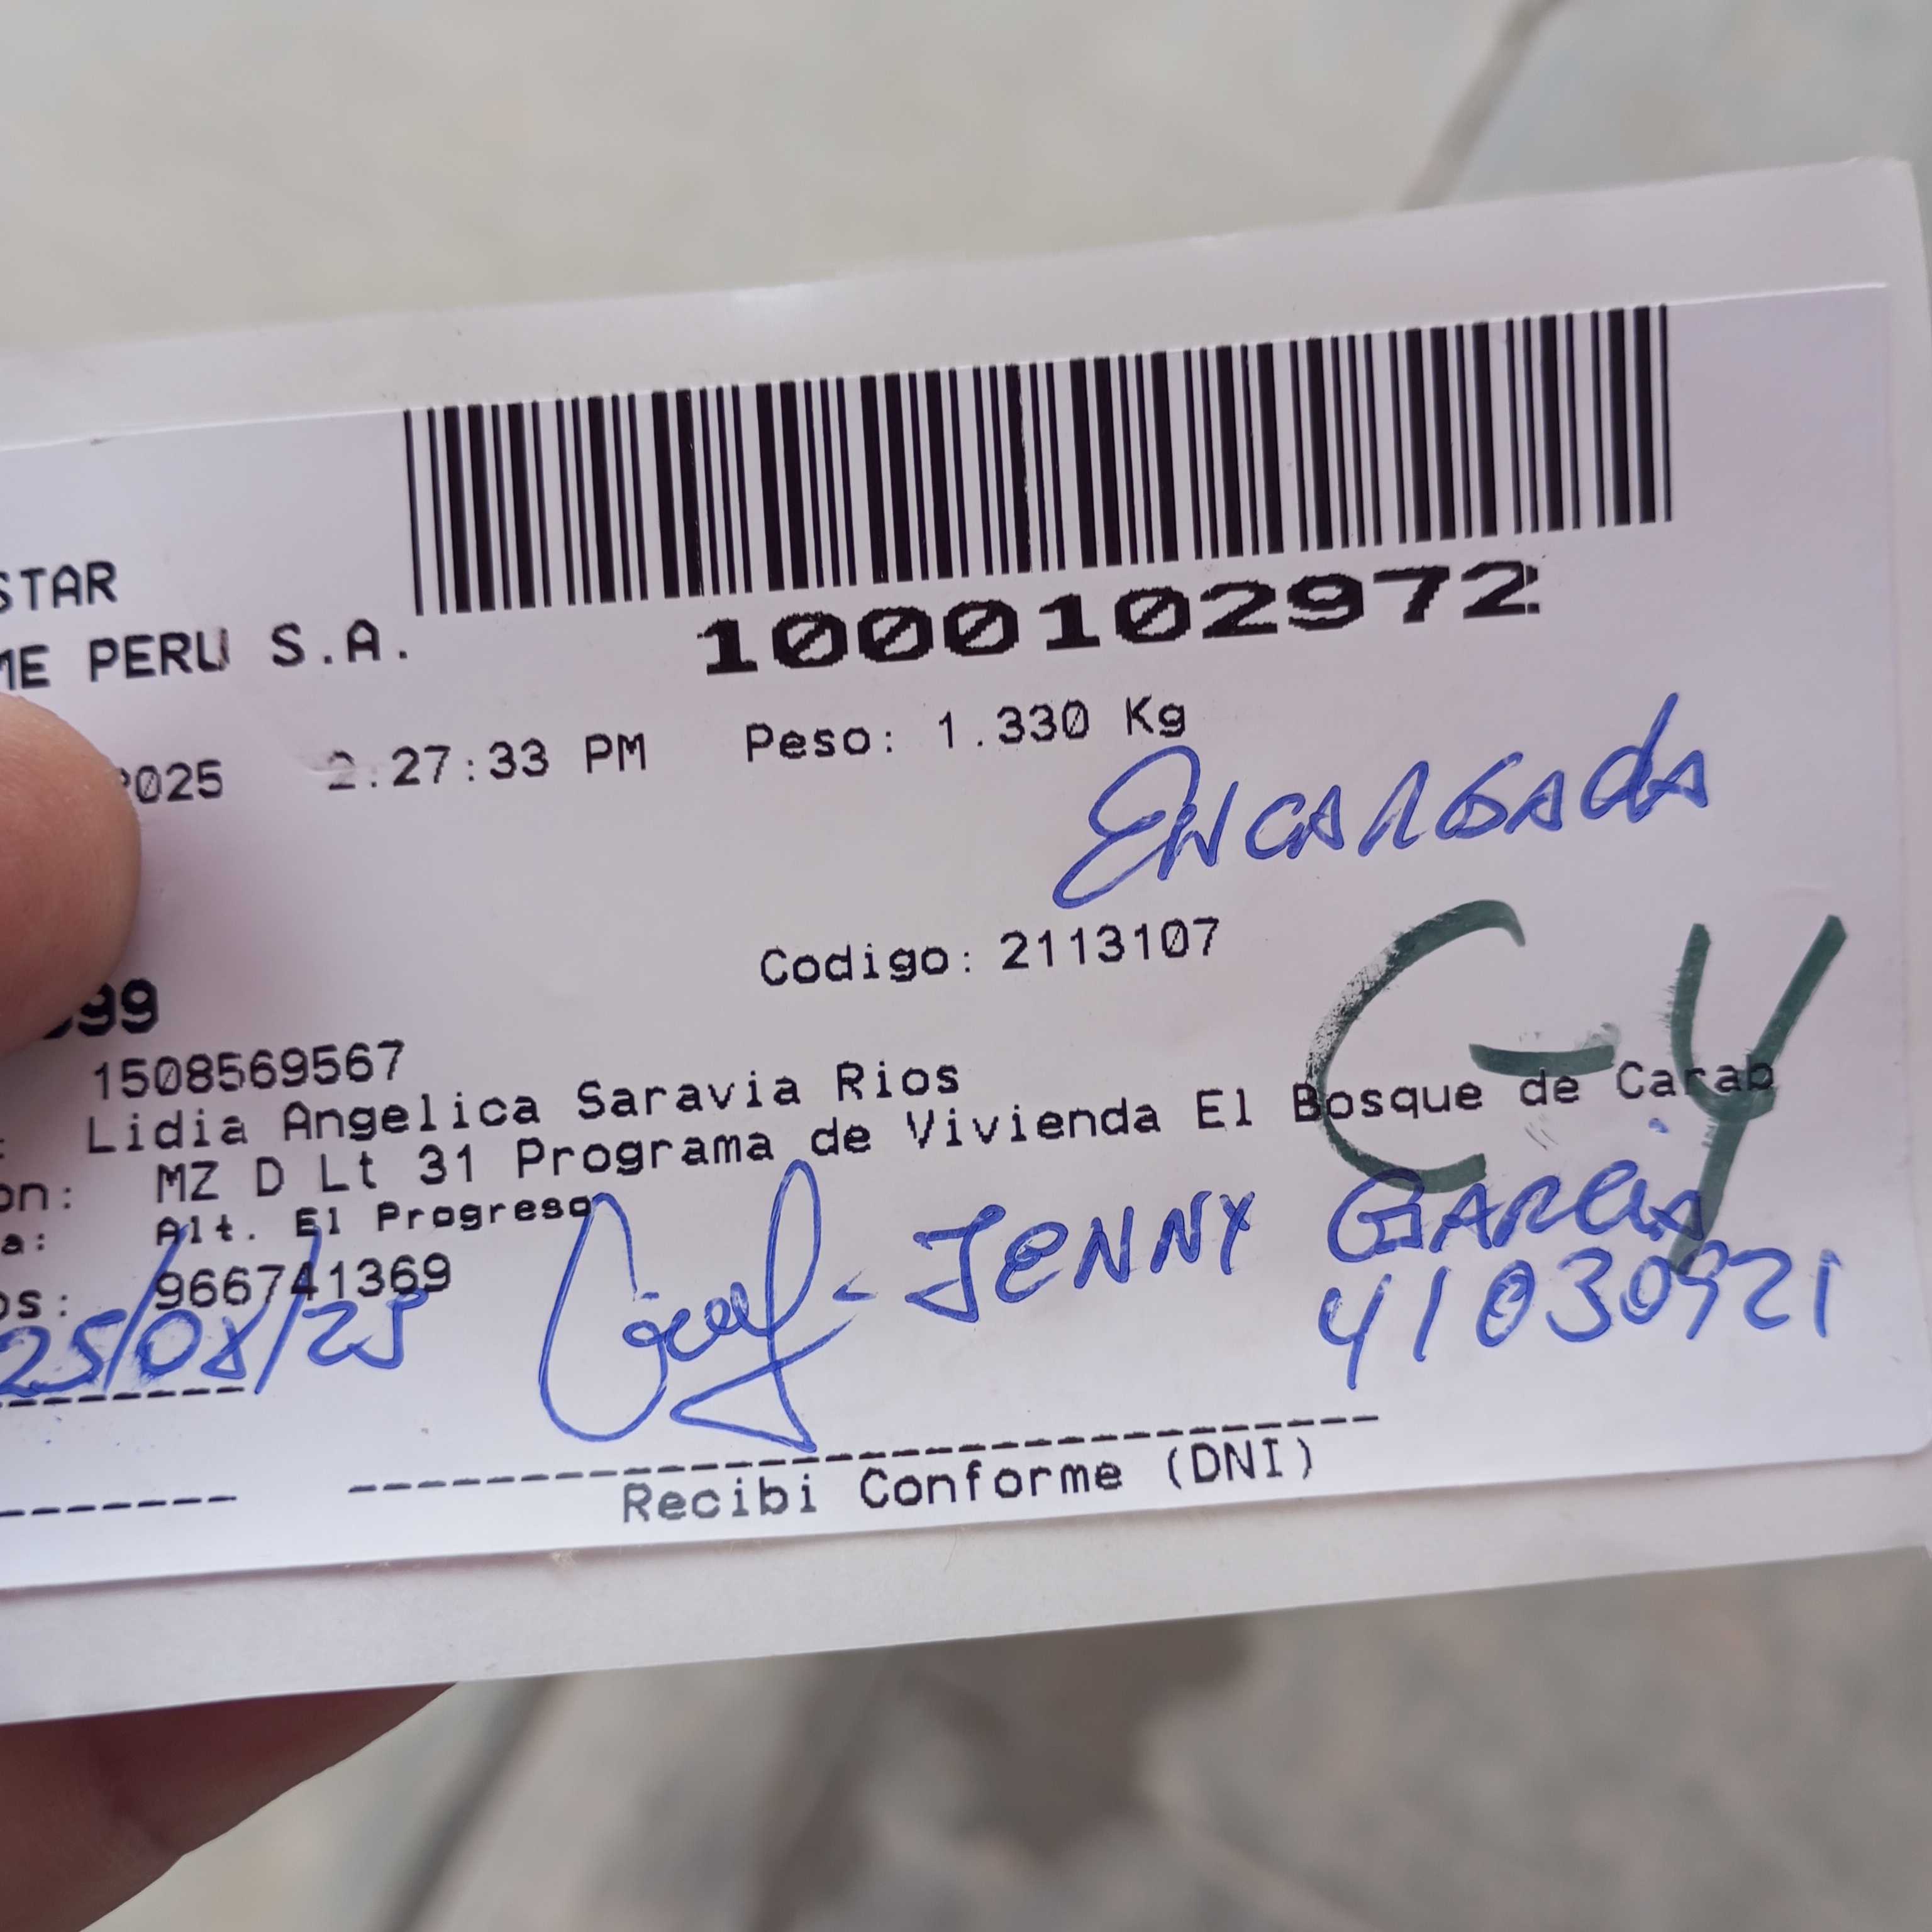 STAR
ME PERU S.A.
1000102972
2025 2:27:33 PM Peso: 1.330 Kg
ENCARGADA
Codigo: 2113107
C-4
99
1508569567
: Lidia Angelica Saravia Rios
on: MZ D Lt 31 Programa de Vivienda El Bosque de Carab
a: Alt. El Progreso
os: 966741369
25/08/25
- JENNY GARCIA
41030921
Recibi Conforme (DNI)